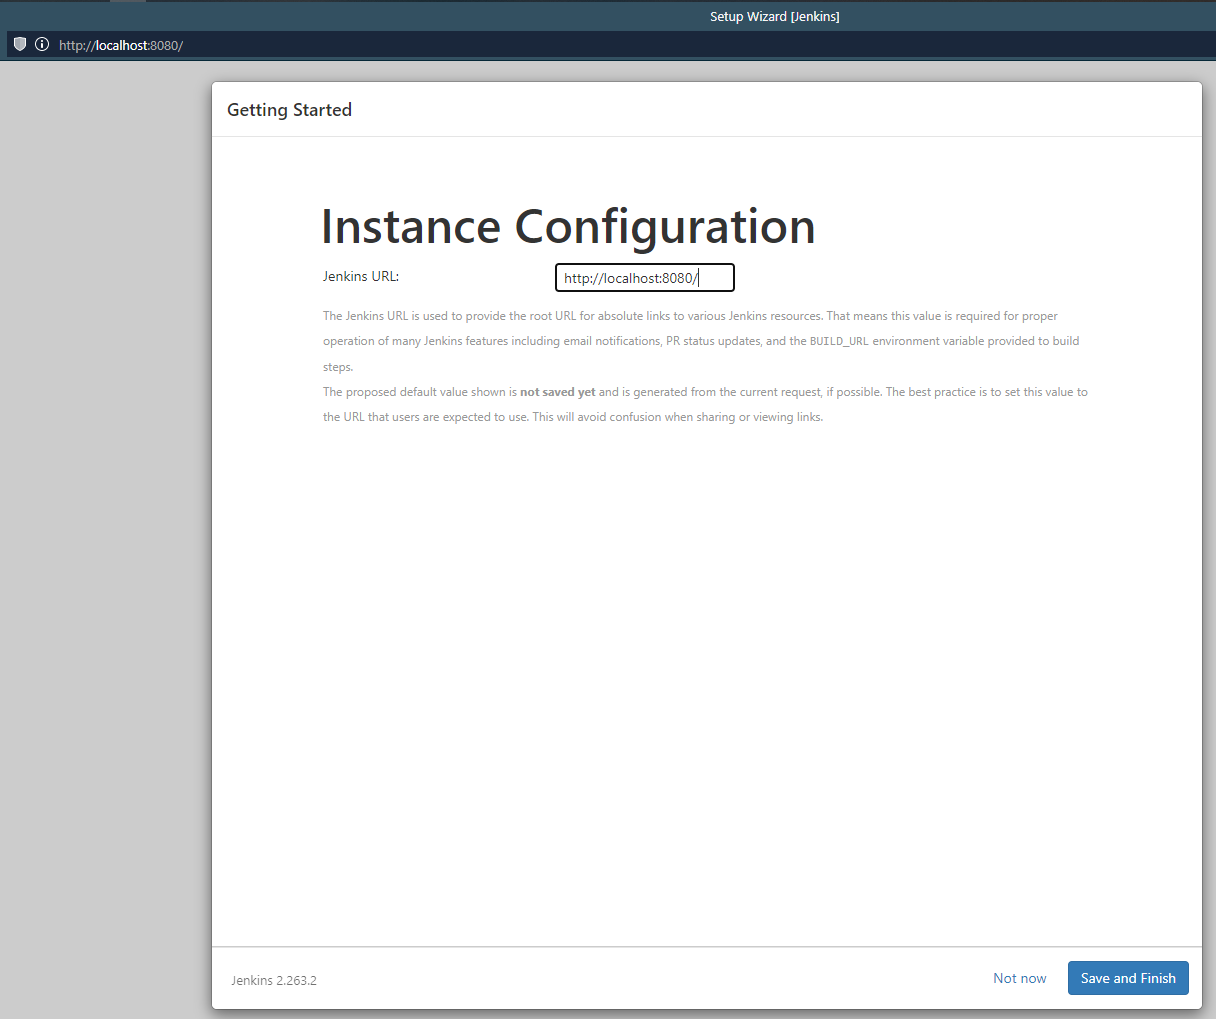 Setup Wizard [Jenkins]
http://localhost:8080/
Getting Started
Instance Configuration
Jenkins URL: http://localhost:8080/
The Jenkins URL is used to provide the root URL for absolute links to various Jenkins resources. That means this value is required for proper
operation of many Jenkins features including email notifications, PR status updates, and the BUILD_URL environment variable provided to build
steps.
The proposed default value shown is not saved yet and is generated from the current request, if possible. The best practice is to set this value to
the URL that users are expected to use. This will avoid confusion when sharing or viewing links.
Jenkins 2.263.2 Not now Save and Finish